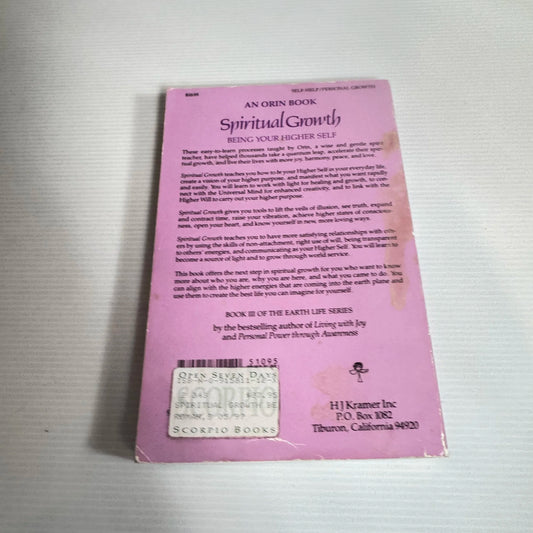 SELF-HELP/PERSONAL GROWTH
AN ORIN BOOK
Spiritual Growth
BEING YOUR HIGHER SELF
These easy-to-learn processes taught by Orin, a wise and gentle spirit
teacher, have helped thousands take a quantum leap, accelerate their spir-
itual growth, and live their lives with more joy, harmony, peace, and love.
Spiritual Growth teaches you how to be your Higher Self in your everyday life,
create a vision of your higher purpose, and manifest what you want rapidly
and easily. You will learn to work with light for healing and growth, to con-
nect with the Universal Mind for enhanced creativity, and to link with the
Higher Will to carry out your higher purpose.
Spiritual Growth gives you tools to lift the veils of illusion, see truth, expand
and contract time, raise your vibration, achieve higher states of conscious-
ness, open your heart, and know yourself in new, more loving ways.
Spiritual Growth teaches you to have more satisfying relationships with oth-
ers by using the skills of non-attachment, right use of will, being transparent
to others' energies, and communicating as your Higher Self. You will learn to
become a source of light and to grow through world service.
This book offers the next step in spiritual growth for you who want to know
more about who you are, why you are here, and what you came to do. You
can align with the higher energies that are coming into the earth plane and
use them to create the best life you can imagine for yourself.
BOOK III OF THE EARTH LIFE SERIES
by the bestselling author of Living with Joy
and Personal Power through Awareness
51095
OPEN SEVEN DAYS
SPIRITUAL GROWTH BE
SCORPIO BOOKS
H J Kramer Inc
P.O. Box 1082
Tiburon, California 94920